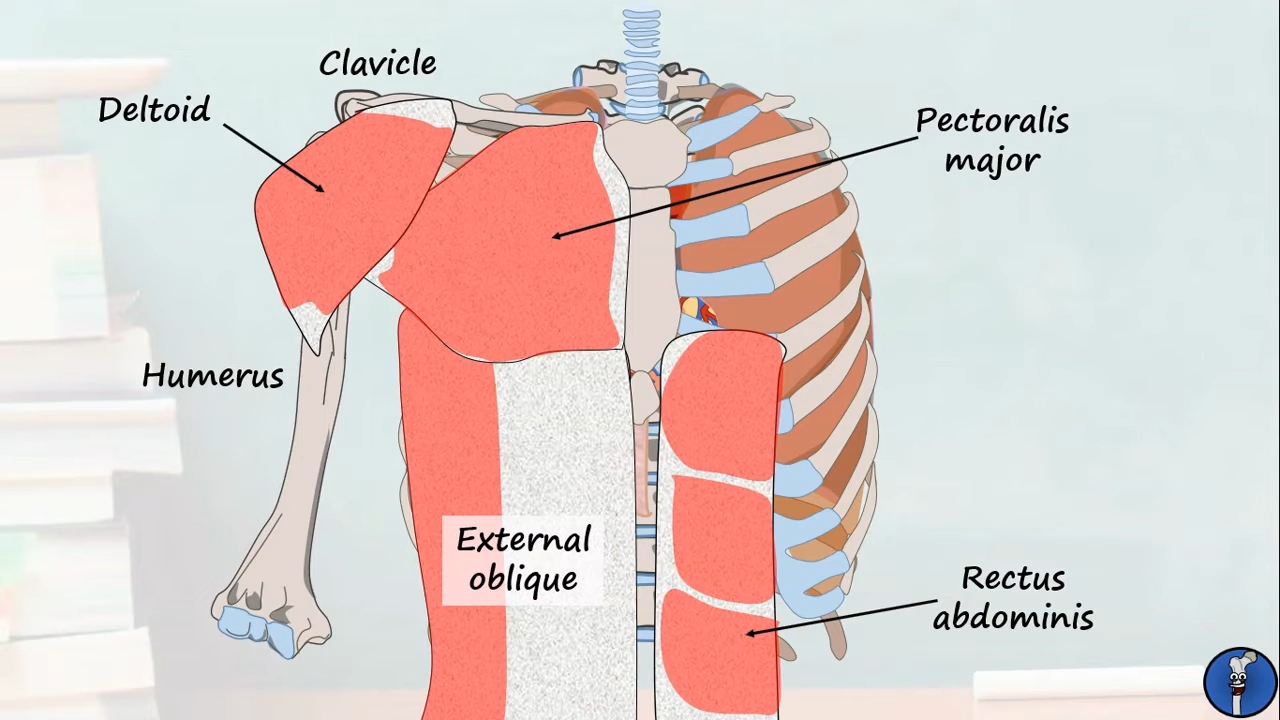 Clavicle
Deltoid
Pectoralis
major
Humerus
External
oblique
Rectus
abdominis